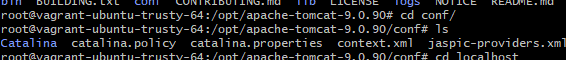 bin BUILDING.txt conf CONTRIBUTING.md lib LICENSE logs NOTICE README.md
root@vagrant-ubuntu-trusty-64:/opt/apache-tomcat-9.0.90# cd conf/
root@vagrant-ubuntu-trusty-64:/opt/apache-tomcat-9.0.90/conf# ls
Catalina catalina.policy catalina.properties context.xml jaspic-providers.xml
root@vagrant-ubuntu-trusty-64:/opt/apache-tomcat-9.0.90/conf# cd localhost